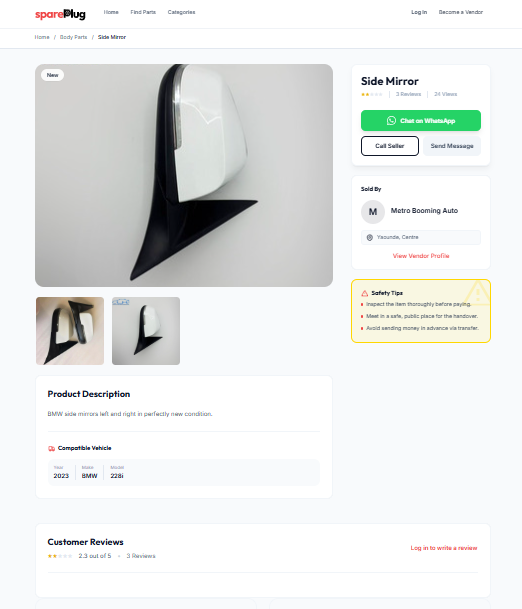 sparePlug Home Find Parts Categories Log In Become a Vendor
Home / Body Parts / Side Mirror
New
Side Mirror
3 Reviews 24 Views
Chat on WhatsApp
Call Seller Send Message
Sold By
M Metro Booming Auto
Yaounde, Centre
View Vendor Profile
Safety Tips
Inspect the item thoroughly before paying.
Meet in a safe, public place for the handover.
Avoid sending money in advance via transfer.
Product Description
BMW side mirrors left and right in perfectly new condition.
Compatible Vehicle
Year Make Model
2023 BMW 228i
Customer Reviews
2.3 out of 5 • 3 Reviews
Log in to write a review